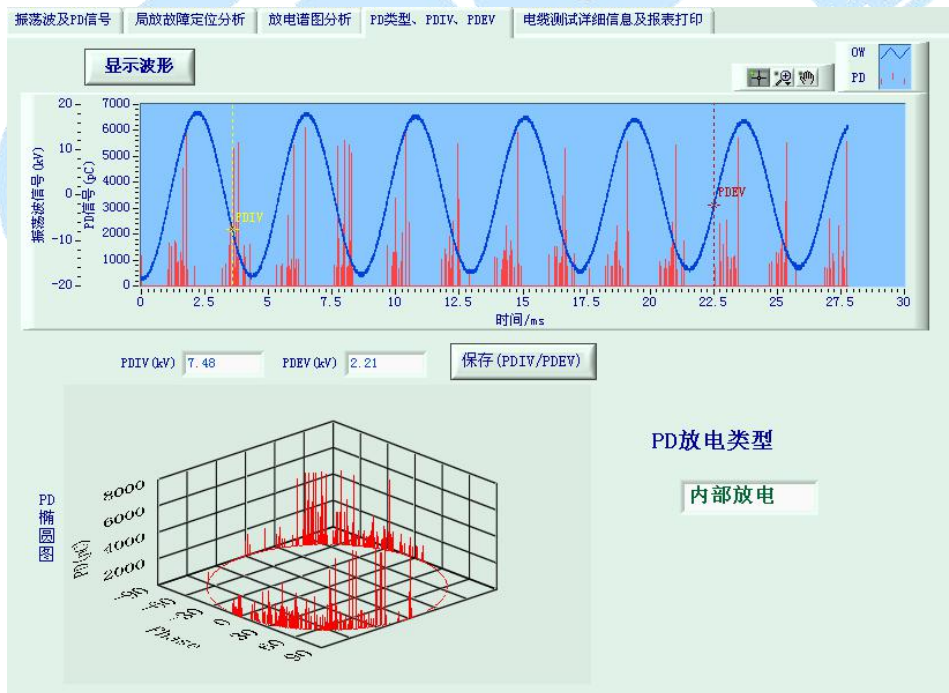 振荡波及PD信号 局放故障定位分析 放电谱图分析 PD类型、PDIV、PDEV 电缆测试详细信息及报表打印
显示波形
OW
PD
振荡波信号(kV)
20
10
0
-10
-20
PD信号(pC)
7000
6000
5000
4000
3000
2000
1000
0
PDIV
PDEV
0 2.5 5 7.5 10 12.5 15 17.5 20 22.5 25 27.5 30
时间/ms
PDIV(kV) 7.48 PDEV(kV) 2.21 保存(PDIV/PDEV)
PD椭圆图
PD(pC)
8000
6000
4000
2000
Phase
PD放电类型
内部放电